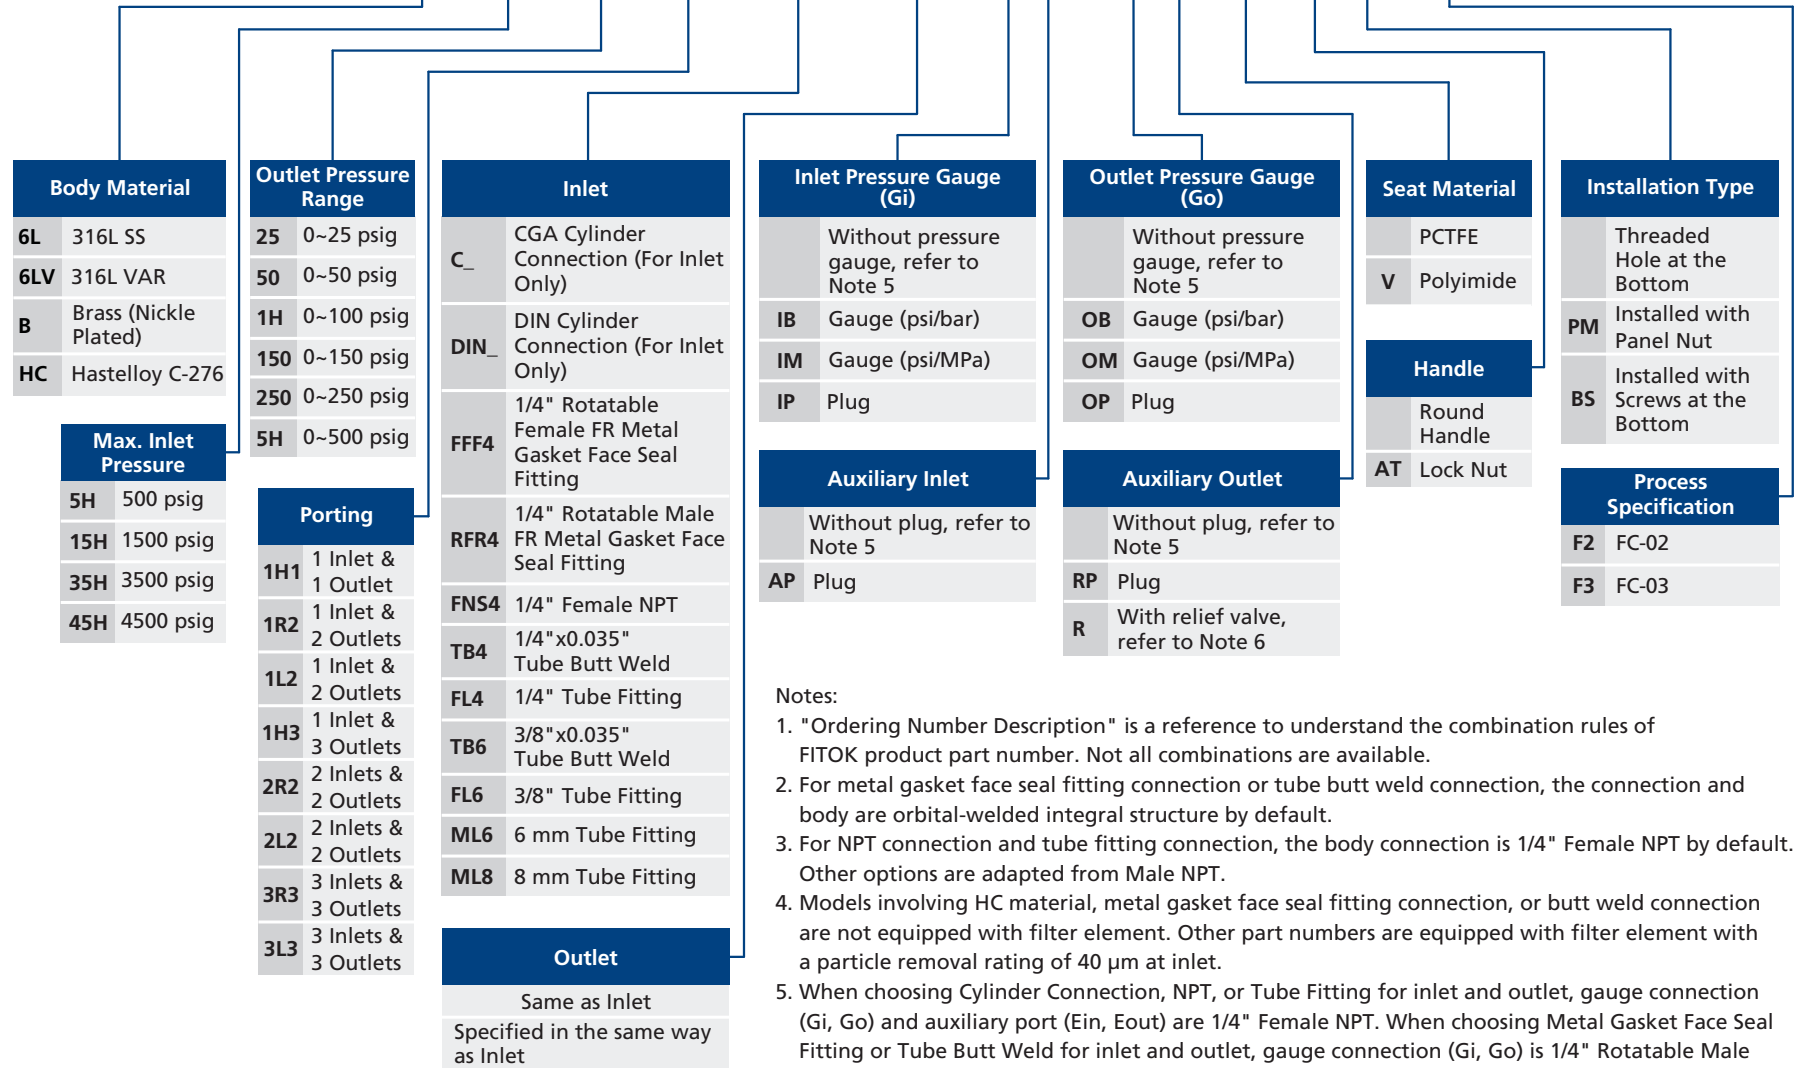 Body Material
6L 316L SS
6LV 316L VAR
B Brass (Nickle
Plated)
HC Hastelloy C-276
Max. Inlet
Pressure
5H 500 psig
15H 1500 psig
35H 3500 psig
45H 4500 psig
Outlet Pressure
Range
25 0~25 psig
50 0~50 psig
1H 0~100 psig
150 0~150 psig
250 0~250 psig
5H 0~500 psig
Porting
1H1 1 Inlet &
1 Outlet
1R2 1 Inlet &
2 Outlets
1L2 1 Inlet &
2 Outlets
1H3 1 Inlet &
3 Outlets
2R2 2 Inlets &
2 Outlets
2L2 2 Inlets &
2 Outlets
3R3 3 Inlets &
3 Outlets
3L3 3 Inlets &
3 Outlets
Inlet
C_ CGA Cylinder
Connection (For Inlet
Only)
DIN_ DIN Cylinder
Connection (For Inlet
Only)
FFF4 1/4" Rotatable
Female FR Metal
Gasket Face Seal
Fitting
RFR4 1/4" Rotatable Male
FR Metal Gasket Face
Seal Fitting
FNS4 1/4" Female NPT
TB4 1/4"x0.035"
Tube Butt Weld
FL4 1/4" Tube Fitting
TB6 3/8"x0.035"
Tube Butt Weld
FL6 3/8" Tube Fitting
ML6 6 mm Tube Fitting
ML8 8 mm Tube Fitting
Outlet
Same as Inlet
Specified in the same way
as Inlet
Inlet Pressure Gauge
(Gi)
Without pressure
gauge, refer to
Note 5
IB Gauge (psi/bar)
IM Gauge (psi/MPa)
IP Plug
Auxiliary Inlet
Without plug, refer to
Note 5
AP Plug
Outlet Pressure Gauge
(Go)
Without pressure
gauge, refer to
Note 5
OB Gauge (psi/bar)
OM Gauge (psi/MPa)
OP Plug
Auxiliary Outlet
Without plug, refer to
Note 5
RP Plug
R With relief valve,
refer to Note 6
Seat Material
PCTFE
V Polyimide
Handle
Round
Handle
AT Lock Nut
Installation Type
Threaded
Hole at the
Bottom
PM Installed with
Panel Nut
BS Installed with
Screws at the
Bottom
Process
Specification
F2 FC-02
F3 FC-03
Notes:
1. "Ordering Number Description" is a reference to understand the combination rules of
FITOK product part number. Not all combinations are available.
2. For metal gasket face seal fitting connection or tube butt weld connection, the connection and
body are orbital-welded integral structure by default.
3. For NPT connection and tube fitting connection, the body connection is 1/4" Female NPT by default.
Other options are adapted from Male NPT.
4. Models involving HC material, metal gasket face seal fitting connection, or butt weld connection
are not equipped with filter element. Other part numbers are equipped with filter element with
a particle removal rating of 40 μm at inlet.
5. When choosing Cylinder Connection, NPT, or Tube Fitting for inlet and outlet, gauge connection
(Gi, Go) and auxiliary port (Ein, Eout) are 1/4" Female NPT. When choosing Metal Gasket Face Seal
Fitting or Tube Butt Weld for inlet and outlet, gauge connection (Gi, Go) is 1/4" Rotatable Male